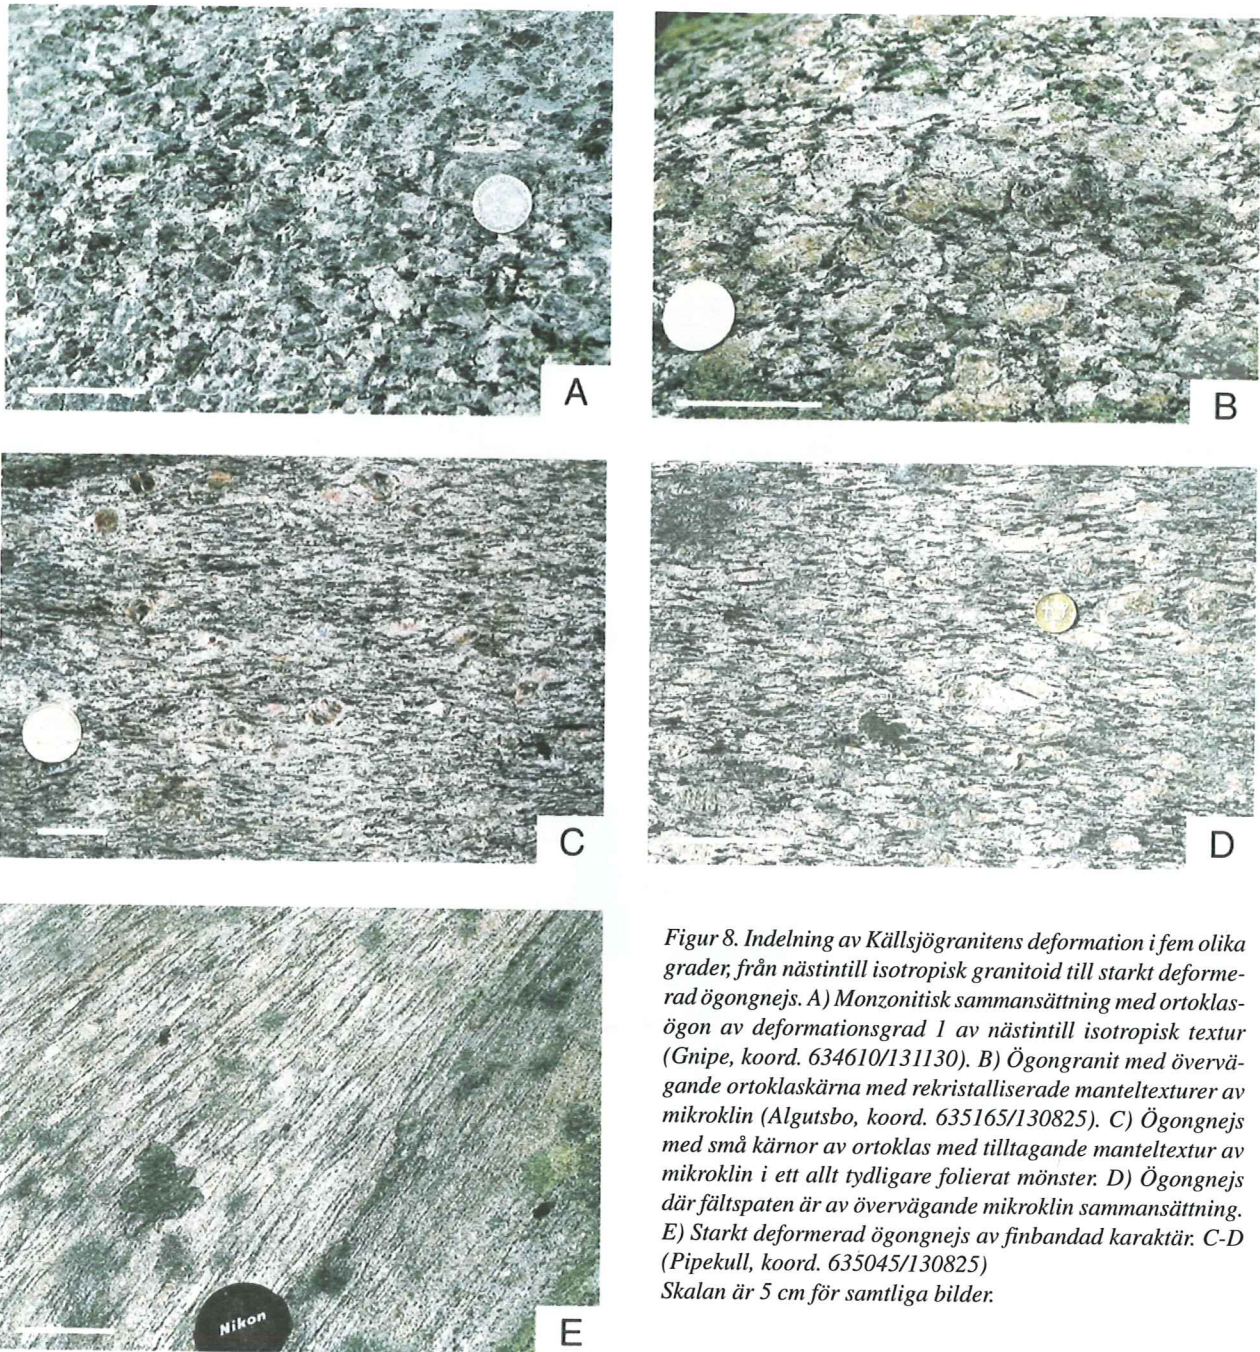 A
B
C
D
Nikon
E
Figur 8. Indelning av Källsjögranitens deformation i fem olika
grader, från nästintill isotropisk granitoid till starkt deforme-
rad ögongnejs. A) Monzonitisk sammansättning med ortoklas-
ögon av deformationsgrad 1 av nästintill isotropisk textur
(Gnipe, koord. 634610/131130). B) Ögongranit med övervä-
gande ortoklaskärna med rekristalliserade manteltexturer av
mikroklin (Algutsbo, koord. 635165/130825). C) Ögongnejs
med små kärnor av ortoklas med tilltagande manteltextur av
mikroklin i ett allt tydligare folierat mönster. D) Ögongnejs
där fältspaten är av övervägande mikroklin sammansättning.
E) Starkt deformerad ögongnejs av finbandad karaktär. C-D
(Pipekull, koord. 635045/130825)
Skalan är 5 cm för samtliga bilder.